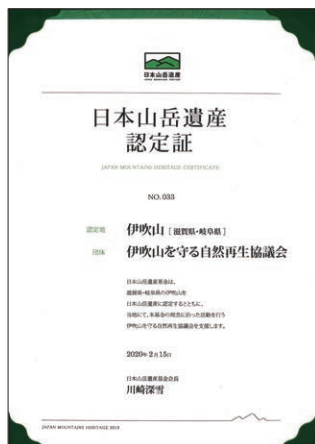 日本山岳遺産
日本山岳遺産
認定証
JAPAN MOUNTAINS HERITAGE CERTIFICATE
NO.033
認定地 伊吹山 [ 滋賀県・岐阜県 ]
団体 伊吹山を守る自然再生協議会
日本山岳遺産基金は、
滋賀県・岐阜県の伊吹山を
日本山岳遺産に認定するとともに、
当地にて、本基金の規意に沿った活動を行う
伊吹山を守る自然再生協議会を支援します。
2020年2月15日
日本山岳遺産基金会長
川崎深雪
JAPAN MOUNTAINS HERITAGE 2019